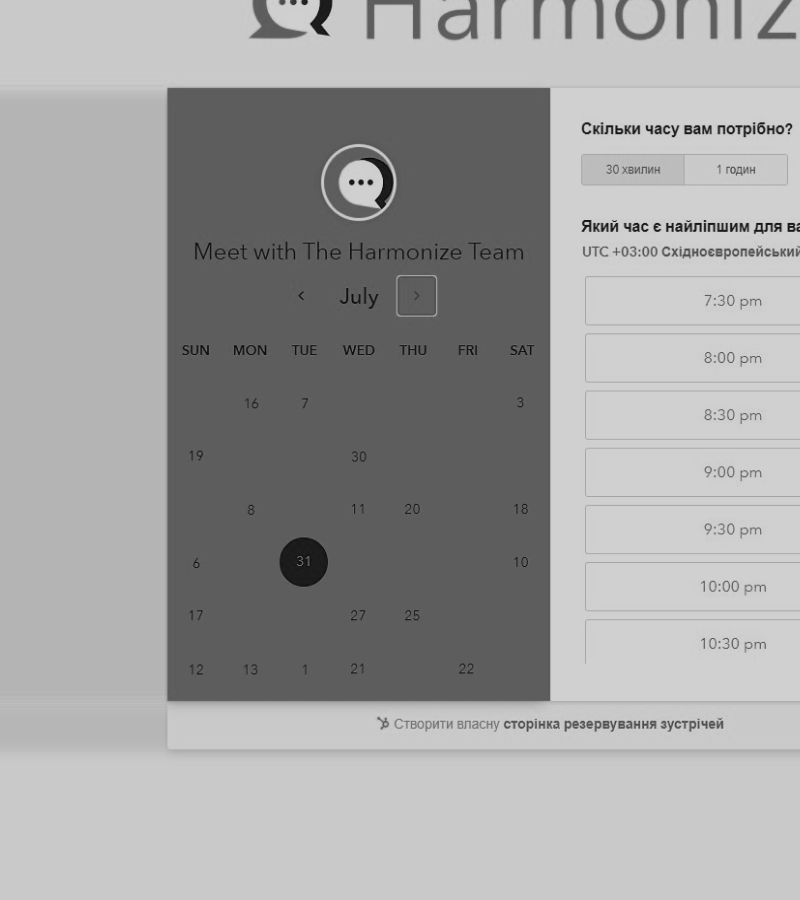 Harmoniz
Скільки часу вам потрібно?
30 хвилин 1 годин
Який час є найліпшим для ва
UTC +03:00 Східноєвропейський
Meet with The Harmonize Team
July
SUN MON TUE WED THU FRI SAT
16 7 3
19 30
8 11 20 18
6 31 10
17 27 25
12 13 1 21 22
7:30 pm
8:00 pm
8:30 pm
9:00 pm
9:30 pm
10:00 pm
10:30 pm
Створити власну сторінка резервування зустрічей